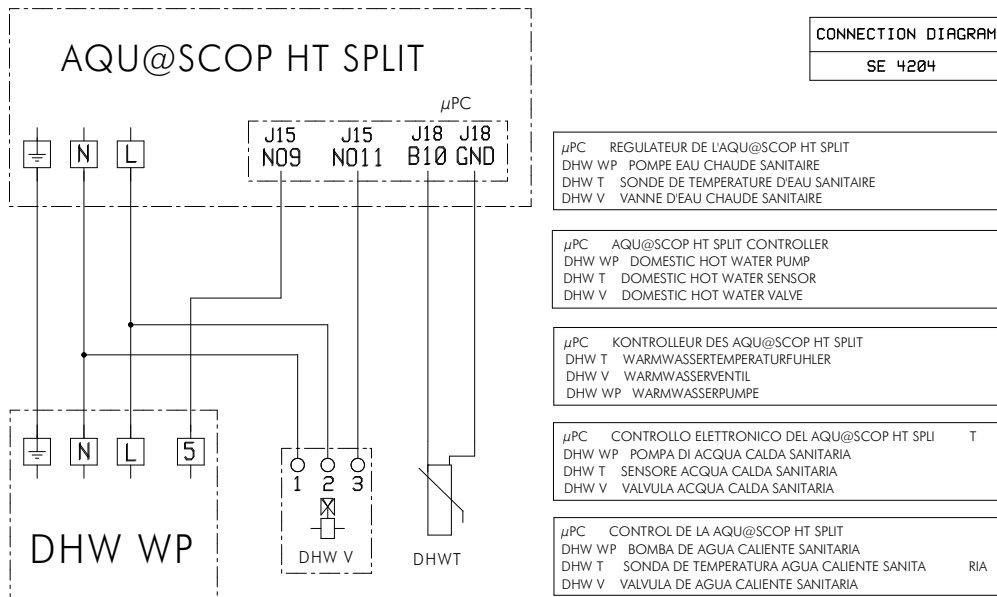 AQU@SCOP HT SPLIT
CONNECTION DIAGRAM
SE 4204
µPC
J15 J15 J18 J18
NO9 NO11 B10 GND
N L
µPC REGULATEUR DE L'AQU@SCOP HT SPLIT
DHW WP POMPE EAU CHAUDE SANITAIRE
DHW T SONDE DE TEMPERATURE D'EAU SANITAIRE
DHW V VANNE D'EAU CHAUDE SANITAIRE
µPC AQU@SCOP HT SPLIT CONTROLLER
DHW WP DOMESTIC HOT WATER PUMP
DHW T DOMESTIC HOT WATER SENSOR
DHW V DOMESTIC HOT WATER VALVE
µPC KONTROLLEUR DES AQU@SCOP HT SPLIT
DHW T WARMWASSERTEMPERATURFUHLER
DHW V WARMWASSERVENTIL
DHW WP WARMWASSERPUMPE
µPC CONTROLLO ELETTRONICO DEL AQU@SCOP HT SPLI T
DHW WP POMPA DI ACQUA CALDA SANITARIA
DHW T SENSORE ACQUA CALDA SANITARIA
DHW V VALVULA ACQUA CALDA SANITARIA
µPC CONTROL DE LA AQU@SCOP HT SPLIT
DHW WP BOMBA DE AGUA CALIENTE SANITARIA
DHW T SONDA DE TEMPERATURA AGUA CALIENTE SANITA RIA
DHW V VALVULA DE AGUA CALIENTE SANITARIA
N L 5
1 2 3
DHW WP
DHW V
DHWT